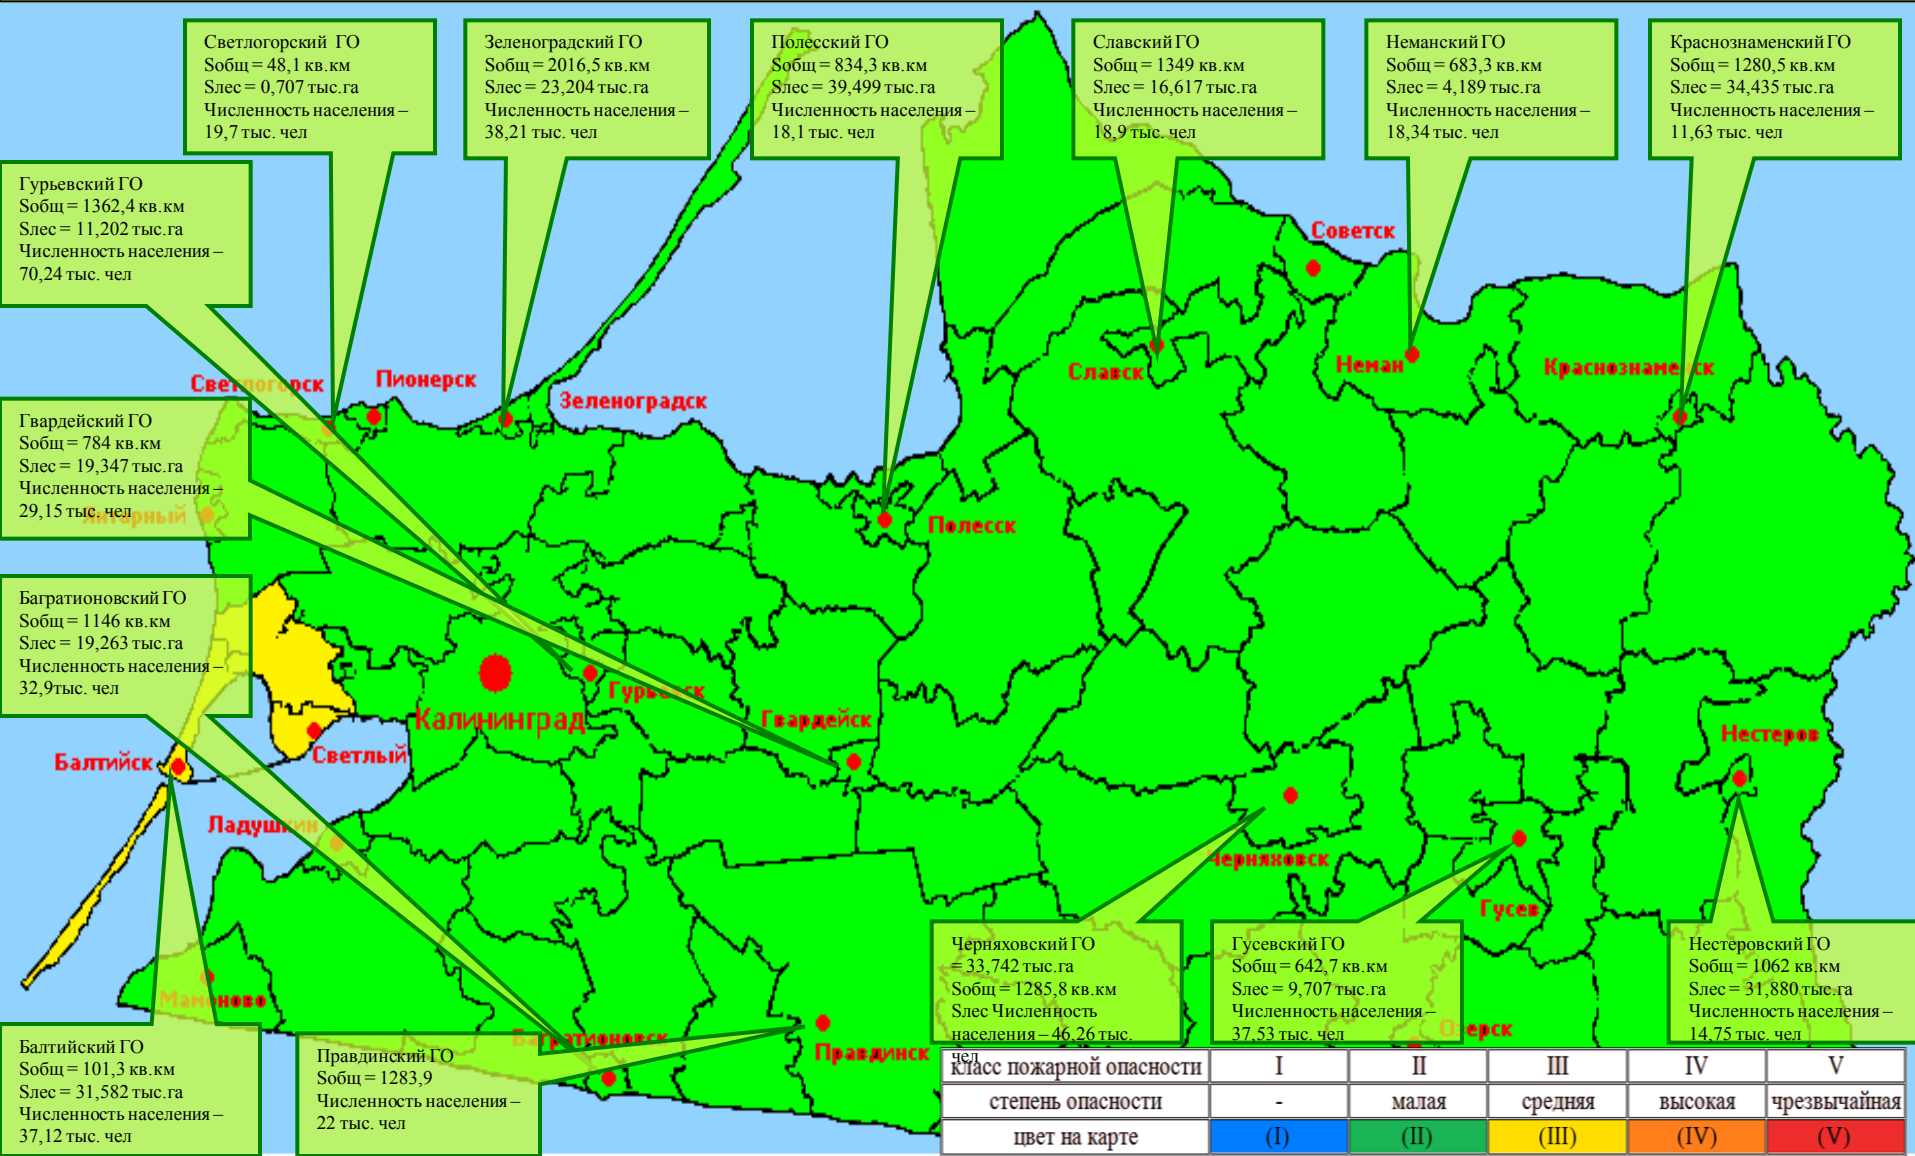 Светлогорский ГО
Sобщ = 48,1 кв.км
Sлес = 0,707 тыс.га
Численность населения –
19,7 тыс. чел
Зеленоградский ГО
Sобщ = 2016,5 кв.км
Sлес = 23,204 тыс.га
Численность населения –
38,21 тыс. чел
Полесский ГО
Sобщ = 834,3 кв.км
Sлес = 39,499 тыс.га
Численность населения –
18,1 тыс. чел
Славский ГО
Sобщ = 1349 кв.км
Sлес = 16,617 тыс.га
Численность населения –
18,9 тыс. чел
Неманский ГО
Sобщ = 683,3 кв.км
Sлес = 4,189 тыс.га
Численность населения –
18,34 тыс. чел
Краснознаменский ГО
Sобщ = 1280,5 кв.км
Sлес = 34,435 тыс.га
Численность населения –
11,63 тыс. чел
Гурьевский ГО
Sобщ = 1362,4 кв.км
Sлес = 11,202 тыс.га
Численность населения –
70,24 тыс. чел
Советск
Славск
Неман
Краснознаменск
Светлогорск
Пионерск
Зеленоградск
Гвардейский ГО
Sобщ = 784 кв.км
Sлес = 19,347 тыс.га
Численность населения –
29,15 тыс. чел
Янтарный
Полесск
Багратионовский ГО
Sобщ = 1146 кв.км
Sлес = 19,263 тыс.га
Численность населения –
32,9тыс. чел
Гурьевск
Калининград
Гвардейск
Нестеров
Балтийск
Светлый
Ладушкин
Черняховск
Гусев
Мамоново
Багратионовск
Правдинск
Озерск
Черняховский ГО
= 33,742 тыс.га
Sобщ = 1285,8 кв.км
Sлес Численность
населения – 46,26 тыс.
чел
Гусевский ГО
Sобщ = 642,7 кв.км
Sлес = 9,707 тыс.га
Численность населения –
37,53 тыс. чел
Нестеровский ГО
Sобщ = 1062 кв.км
Sлес = 31,880 тыс.га
Численность населения –
14,75 тыс. чел
Балтийский ГО
Sобщ = 101,3 кв.км
Sлес = 31,582 тыс.га
Численность населения –
37,12 тыс. чел
Правдинский ГО
Sобщ = 1283,9
Численность населения –
22 тыс. чел
класс пожарной опасности I II III IV V
степень опасности - малая средняя высокая чрезвычайная
цвет на карте (I) (II) (III) (IV) (V)